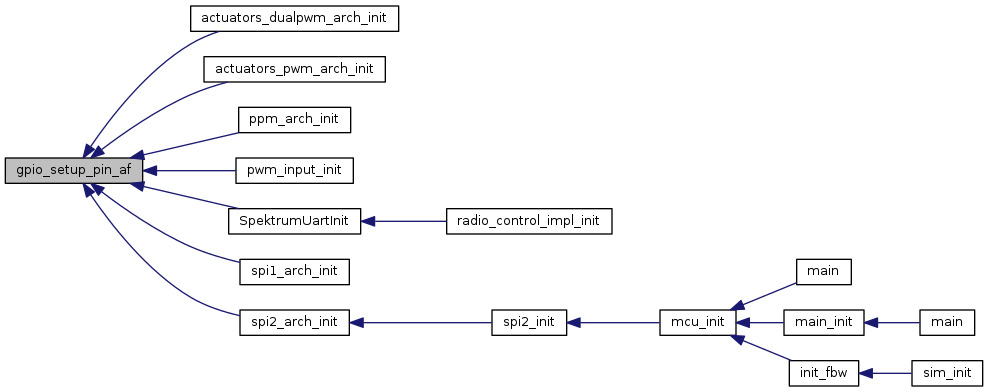 actuators_dualpwm_arch_init
actuators_pwm_arch_init
ppm_arch_init
gpio_setup_pin_af
pwm_input_init
SpektrumUartInit
radio_control_impl_init
spi1_arch_init
main
spi2_arch_init
spi2_init
mcu_init
main_init
main
init_fbw
sim_init